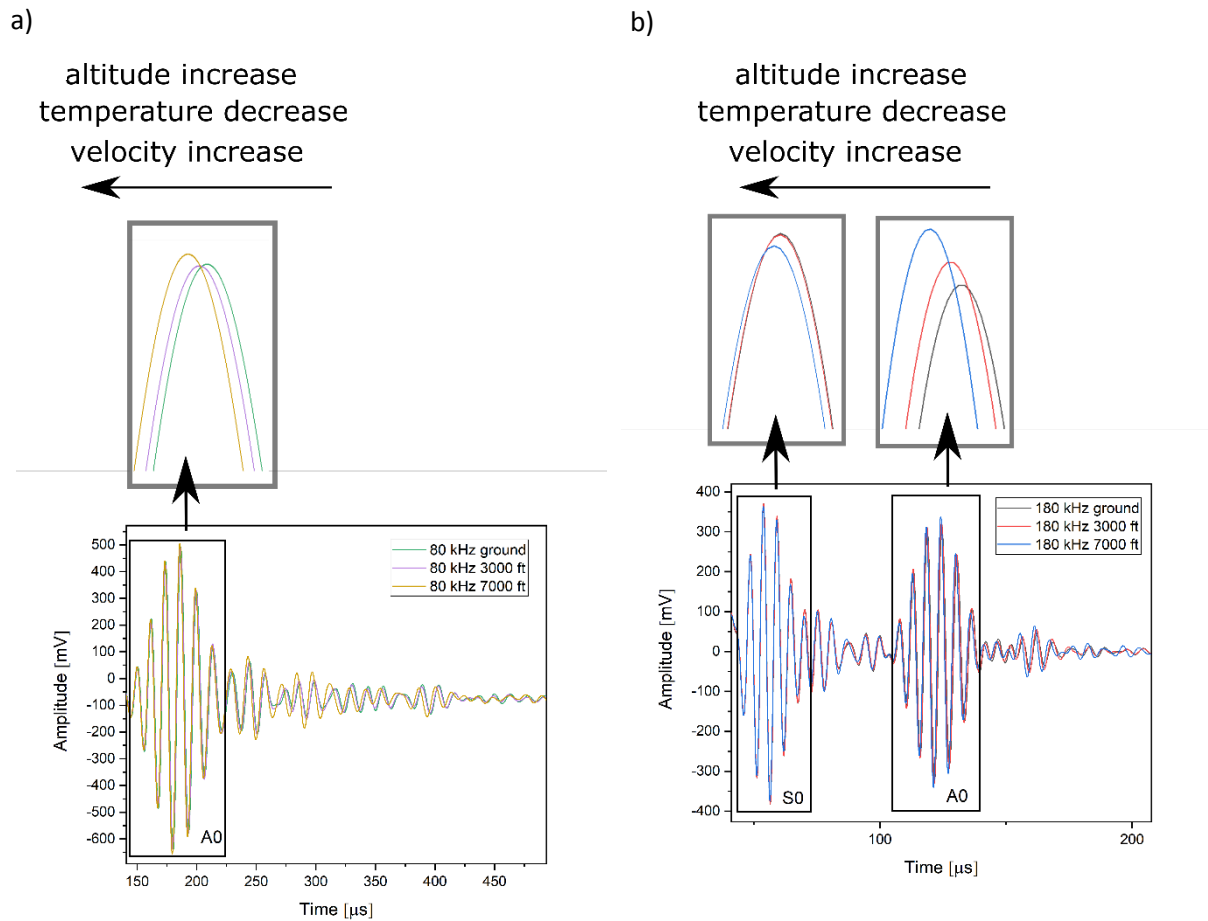 a)
altitude increase
temperature decrease
velocity increase
80 kHz ground
80 kHz 3000 ft
80 kHz 7000 ft
500
400
300
200
100
0
-100
-200
-300
-400
-500
-600
Amplitude [mV]
A0
150
200
250
300
350
400
450
Time [μs]
b)
altitude increase
temperature decrease
velocity increase
180 kHz ground
180 kHz 3000 ft
180 kHz 7000 ft
400
300
200
100
0
-100
-200
-300
-400
Amplitude [mV]
S0
A0
100
200
Time [μs]